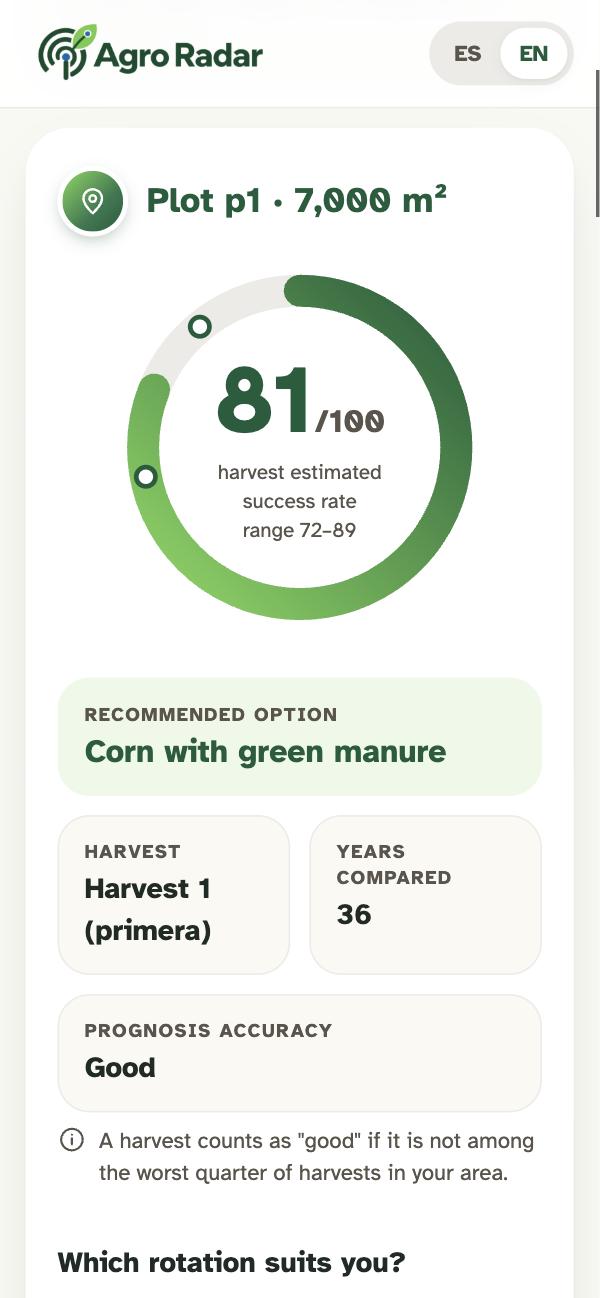 Agro Radar
ES EN
Plot p1 · 7,000 m²
81/100
harvest estimated
success rate
range 72–89
RECOMMENDED OPTION
Corn with green manure
HARVEST
Harvest 1
(primera)
YEARS
COMPARED
36
PROGNOSIS ACCURACY
Good
A harvest counts as "good" if it is not among
the worst quarter of harvests in your area.
Which rotation suits you?